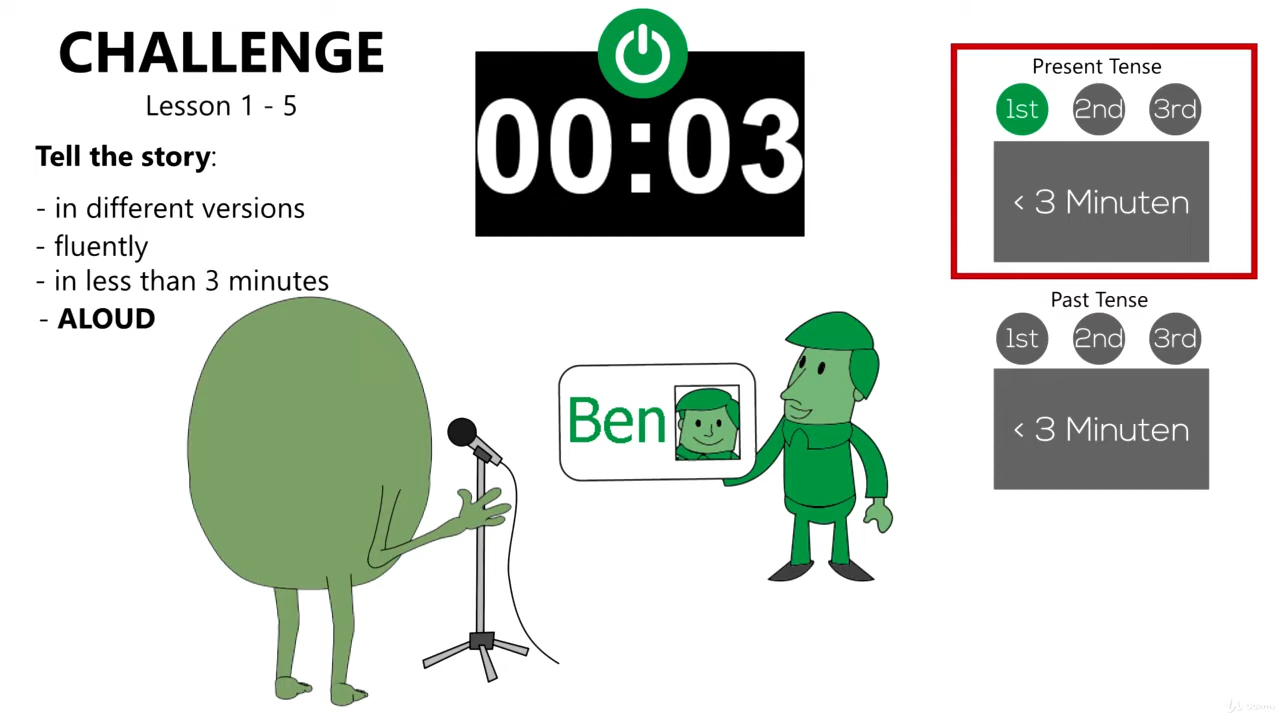 CHALLENGE
Lesson 1 - 5
Tell the story:
- in different versions
- fluently
- in less than 3 minutes
- ALOUD
00:03
Ben
Present Tense
1st 2nd 3rd
< 3 Minuten
Past Tense
1st 2nd 3rd
< 3 Minuten